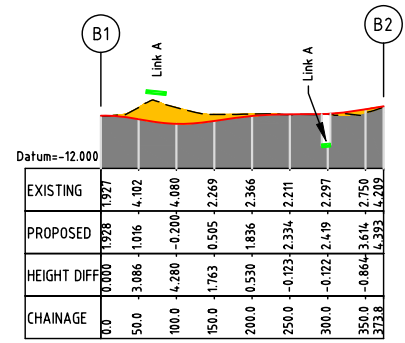 B1
B2
Link A
Link A
Datum=-12.000
EXISTING 1.927 4.102 4.080 2.269 2.366 2.211 2.297 2.750 4.209
PROPOSED 1.928 1.016 -0.200 0.505 1.836 2.334 2.419 3.614 4.393
HEIGHT DIFF 0.000 3.086 4.280 1.763 0.530 -0.123 -0.122 -0.864
CHAINAGE 0.0 50.0 100.0 150.0 200.0 250.0 300.0 350.0 373.8